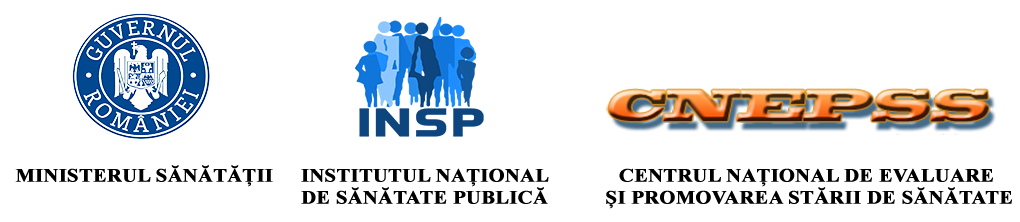 GUVERNUL
ROMÂNIEI
MINISTERUL SĂNĂTĂȚII
INSP
INSTITUTUL NAȚIONAL
DE SĂNĂTATE PUBLICĂ
CNEPSS
CENTRUL NAȚIONAL DE EVALUARE
ȘI PROMOVAREA STĂRII DE SĂNĂTATE